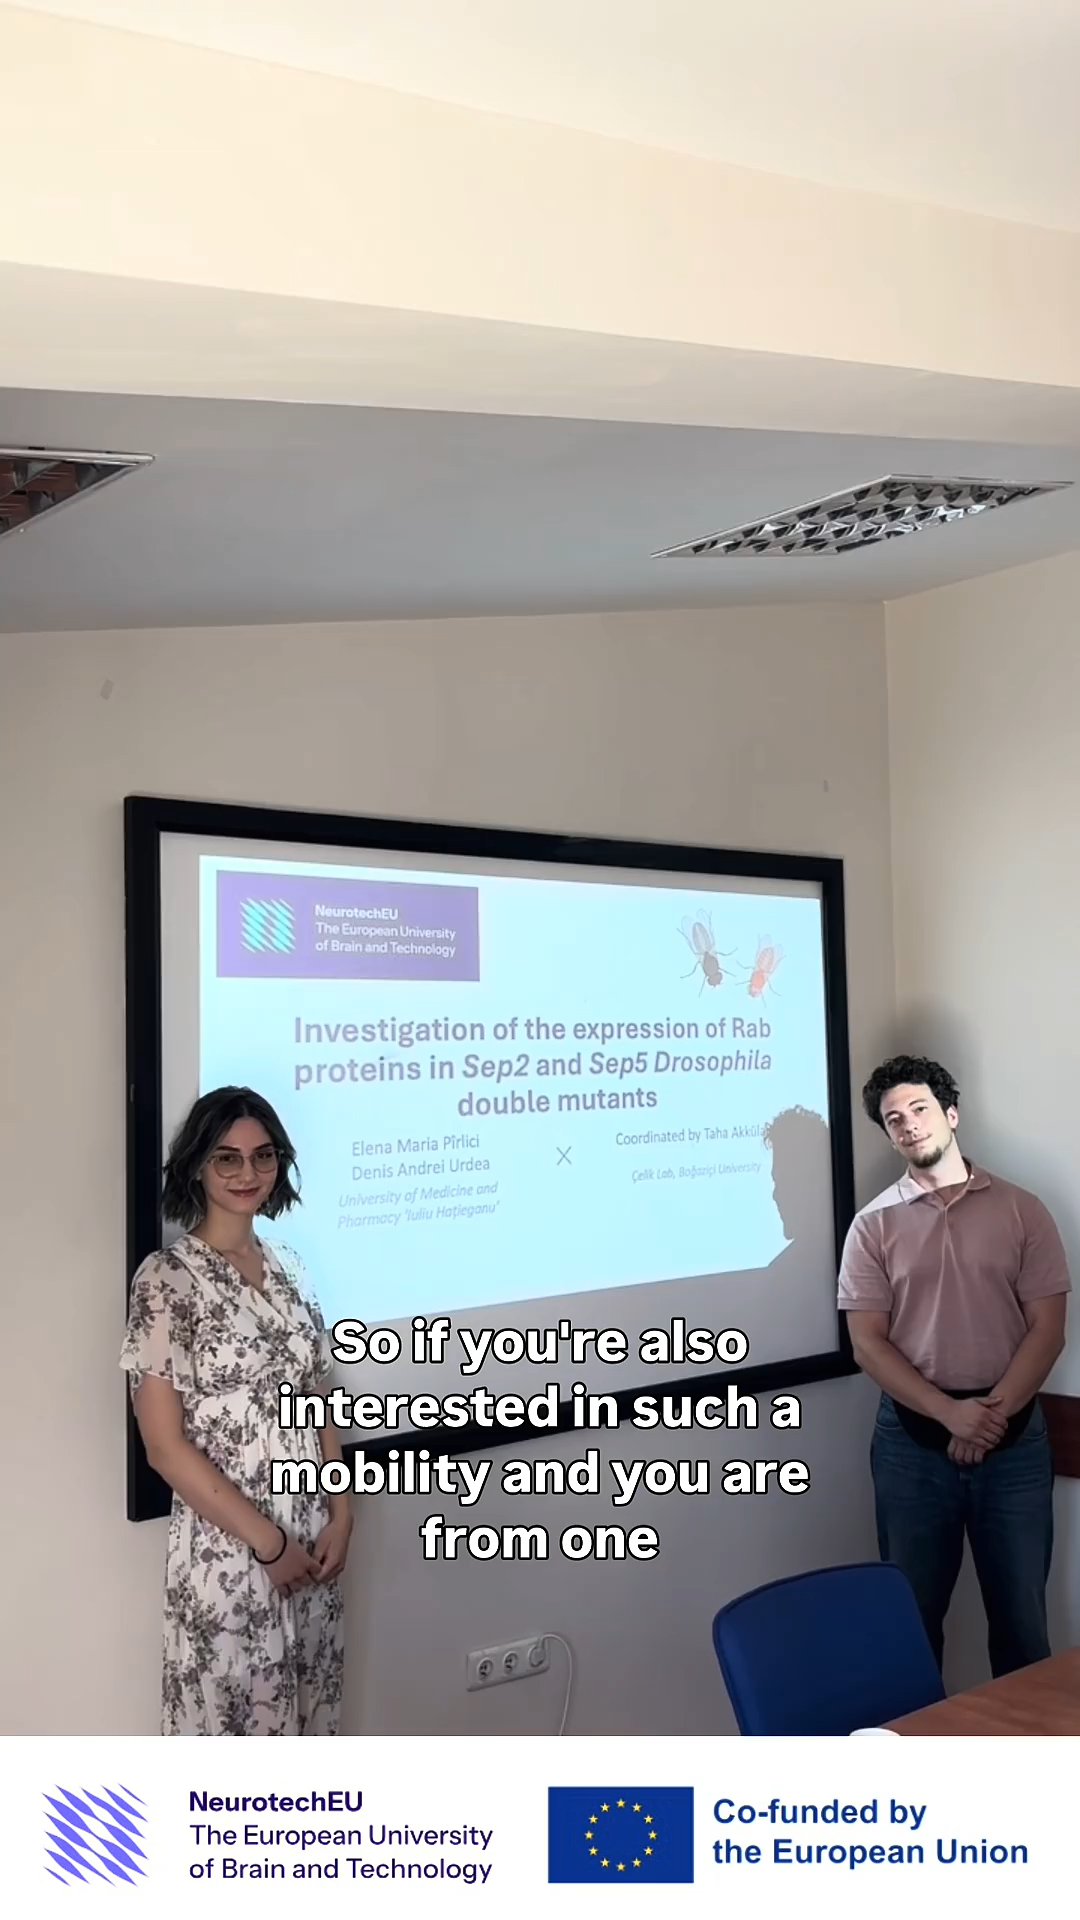 NeurotechEU
The European University
of Brain and Technology
Investigation of the expression of Rab
proteins in Sep2 and Sep5 Drosophila
double mutants
Elena Maria Pîrlici
Denis Andrei Urdea
University of Medicine and
Pharmacy 'Iuliu Hațieganu'
X
Coordinated by Taha
Çelik Lab, Boğaziçi University
So if you're also
interested in such a
mobility and you are
from one
NeurotechEU
The European University
of Brain and Technology
Co-funded by
the European Union